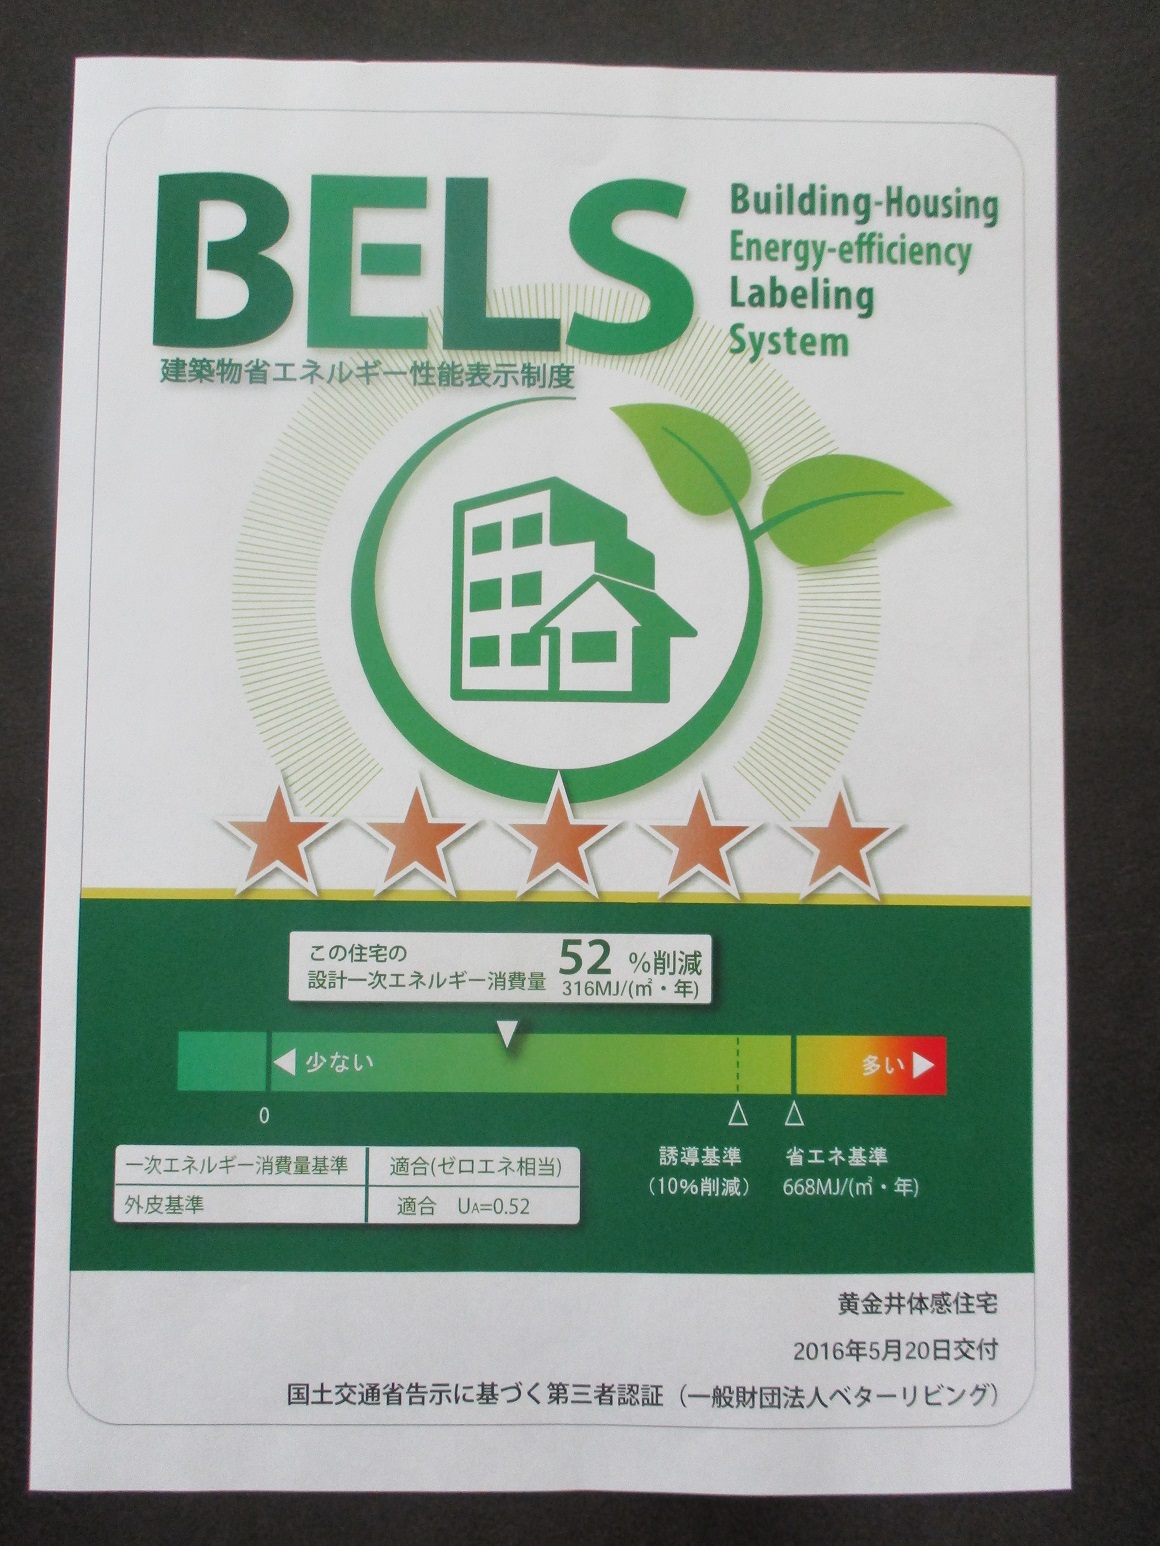 BELS
Building-Housing
Energy-efficiency
Labeling
System
建築物省エネルギー性能表示制度
この住宅の
設計一次エネルギー消費量
52 %削減
316MJ/(㎡・年)
少ない
多い
0
誘導基準
(10%削減)
省エネ基準
668MJ/(㎡・年)
一次エネルギー消費量基準 適合(ゼロエネ相当)
外皮基準 適合 UA=0.52
黄金井体感住宅
2016年5月20日交付
国土交通省告示に基づく第三者認証（一般財団法人ベターリビング）